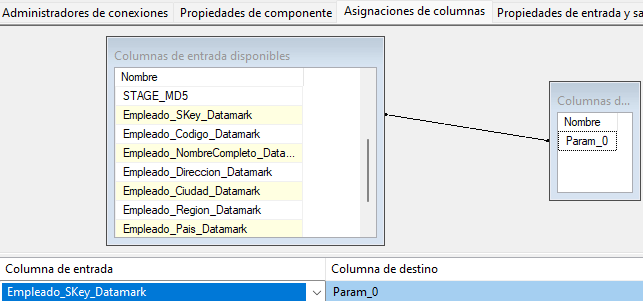 Administradores de conexiones Propiedades de componente Asignaciones de columnas Propiedades de entrada y sa
Columnas de entrada disponibles
Nombre
STAGE_MD5
Empleado_SKey_Datamark
Empleado_Codigo_Datamark
Empleado_NombreCompleto_Data...
Empleado_Direccion_Datamark
Empleado_Ciudad_Datamark
Empleado_Region_Datamark
Empleado_Pais_Datamark
Columnas d...
Nombre
Param_0
Columna de entrada Columna de destino
Empleado_SKey_Datamark Param_0